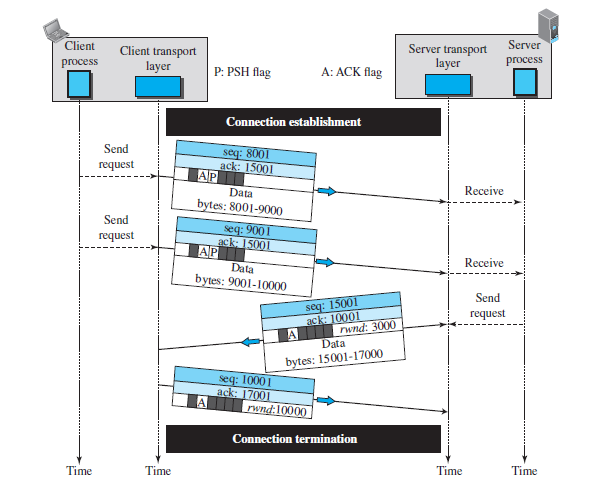 Client
process
Client transport
layer
P: PSH flag
A: ACK flag
Server transport
layer
Server
process
Connection establishment
Send
request
seq: 8001
ack: 15001
A P
Data
bytes: 8001-9000
Receive
Send
request
seq: 9001
ack: 15001
A P
Data
bytes: 9001-10000
Receive
Send
request
seq: 15001
ack: 10001
A
rwnd: 3000
Data
bytes: 15001-17000
seq: 10001
ack: 17001
A
rwnd:10000
Connection termination
Time
Time
Time
Time